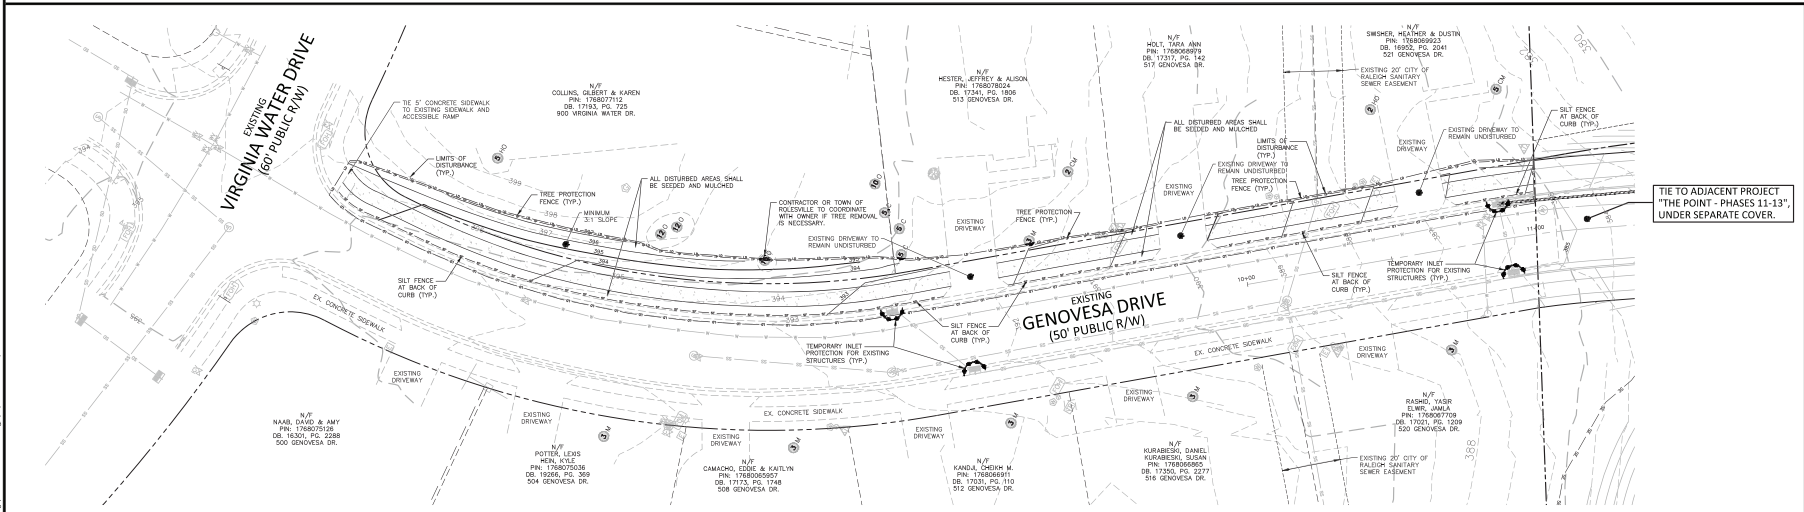 EXISTING
VIRGINIA WATER DRIVE
(60' PUBLIC R/W)
TIE 5' CONCRETE SIDEWALK
TO EXISTING SIDEWALK AND
ACCESSIBLE RAMP
N/F
COLLINS, GILBERT & KAREN
PIN: 1768077112
DB. 17193, PG. 725
900 VIRGINIA WATER DR.
N/F
HESTER, JEFFREY & ALISON
PIN: 1768078024
DB. 17341, PG. 1806
513 GENOVESA DR.
N/F
HOLT, TARA ANN
PIN: 1768068979
DB. 17317, PG. 142
517 GENOVESA DR.
N/F
SWISHER, HEATHER & DUSTIN
PIN: 1768069923
DB. 16952, PG. 2041
521 GENOVESA DR.
EXISTING 20' CITY OF
RALEIGH SANITARY
SEWER EASEMENT
SILT FENCE
AT BACK OF
CURB (TYP.)
LIMITS OF
DISTURBANCE
(TYP.)
TREE PROTECTION
FENCE (TYP.)
MINIMUM
3:1 SLOPE
ALL DISTURBED AREAS SHALL
BE SEEDED AND MULCHED
CONTRACTOR OR TOWN OF
ROLESVILLE TO COORDINATE
WITH OWNER IF TREE REMOVAL
IS NECESSARY.
EXISTING DRIVEWAY TO
REMAIN UNDISTURBED
EXISTING
DRIVEWAY
TREE PROTECTION
FENCE (TYP.)
ALL DISTURBED AREAS SHALL
BE SEEDED AND MULCHED
EXISTING
DRIVEWAY
LIMITS OF
DISTURBANCE
(TYP.)
EXISTING DRIVEWAY TO
REMAIN UNDISTURBED
TREE PROTECTION
FENCE (TYP.)
EXISTING
DRIVEWAY
EXISTING DRIVEWAY TO
REMAIN UNDISTURBED
TIE TO ADJACENT PROJECT
"THE POINT - PHASES 11-13",
UNDER SEPARATE COVER.
SILT FENCE
AT BACK OF
CURB (TYP.)
EX. CONCRETE SIDEWALK
TEMPORARY INLET
PROTECTION FOR EXISTING
STRUCTURES (TYP.)
SILT FENCE
AT BACK OF
CURB (TYP.)
EXISTING
GENOVESA DRIVE
(50' PUBLIC R/W)
10+00
SILT FENCE
AT BACK OF
CURB (TYP.)
TEMPORARY INLET
PROTECTION FOR EXISTING
STRUCTURES (TYP.)
11+00
EX. CONCRETE SIDEWALK
EXISTING
DRIVEWAY
EXISTING
DRIVEWAY
EX. CONCRETE SIDEWALK
EXISTING
DRIVEWAY
EXISTING
DRIVEWAY
EXISTING
DRIVEWAY
EXISTING
DRIVEWAY
N/F
NAAB, DAVID & AMY
PIN: 1768075126
DB. 16301, PG. 2288
500 GENOVESA DR.
N/F
POTTER, LEXIS
HEIN, KYLE
PIN: 1768075036
DB. 19266, PG. 369
504 GENOVESA DR.
N/F
CAMACHO, EDDIE & KAITLYN
PIN: 17680065957
DB. 17173, PG. 1748
508 GENOVESA DR.
N/F
KANDJI, CHEIKH M.
PIN: 1768066911
DB. 17031, PG. 110
512 GENOVESA DR.
N/F
KURABIESKI, DANIEL
KURABIESKI, SUSAN
PIN: 1768066865
DB. 17350, PG. 2277
516 GENOVESA DR.
N/F
RASHID, YASIR
ELWIR, JAMLA
PIN: 1768067709
DB. 17021, PG. 1209
520 GENOVESA DR.
EXISTING 20' CITY OF
RALEIGH SANITARY
SEWER EASEMENT
388